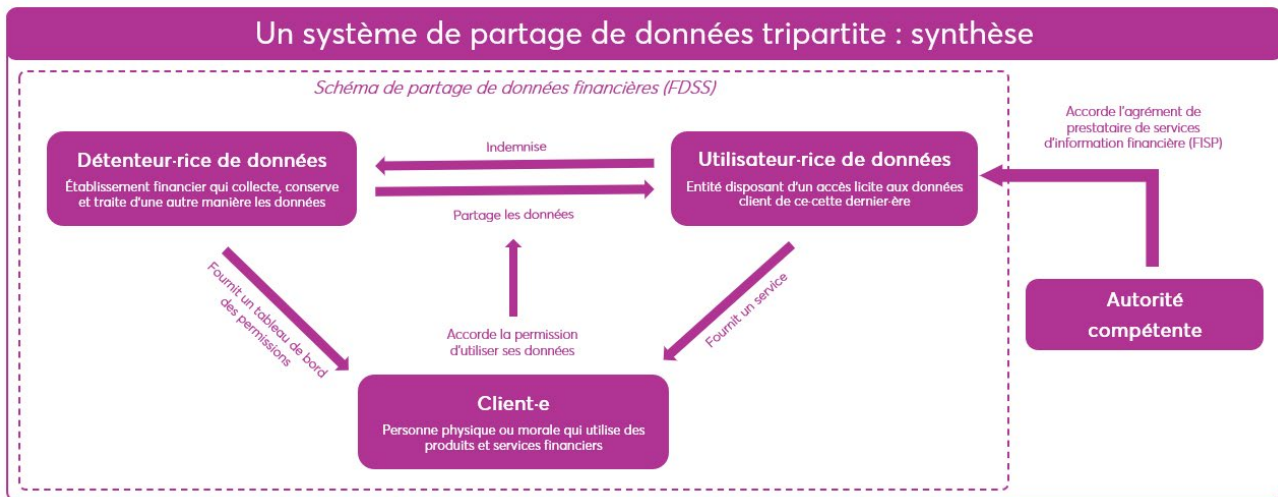 Un système de partage de données tripartite : synthèse
Schéma de partage de données financières (FDSS)
Détenteur·rice de données
Établissement financier qui collecte, conserve
et traite d'une autre manière les données
Indemnise
Partage les données
Utilisateur·rice de données
Entité disposant d'un accès licite aux données
client de ce·cette dernier·ère
Accorde l'agrément de
prestataire de services
d'information financière (FISP)
Fournit un tableau de bord
des permissions
Accorde la permission
d'utiliser ses données
Fournit un service
Autorité
compétente
Client·e
Personne physique ou morale qui utilise des
produits et services financiers